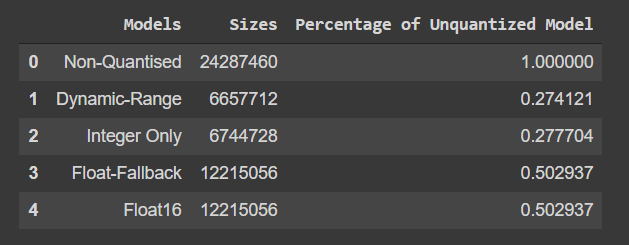 Models Sizes Percentage of Unquantized Model
0 Non-Quantised 24287460 1.000000
1 Dynamic-Range 6657712 0.274121
2 Integer Only 6744728 0.277704
3 Float-Fallback 12215056 0.502937
4 Float16 12215056 0.502937